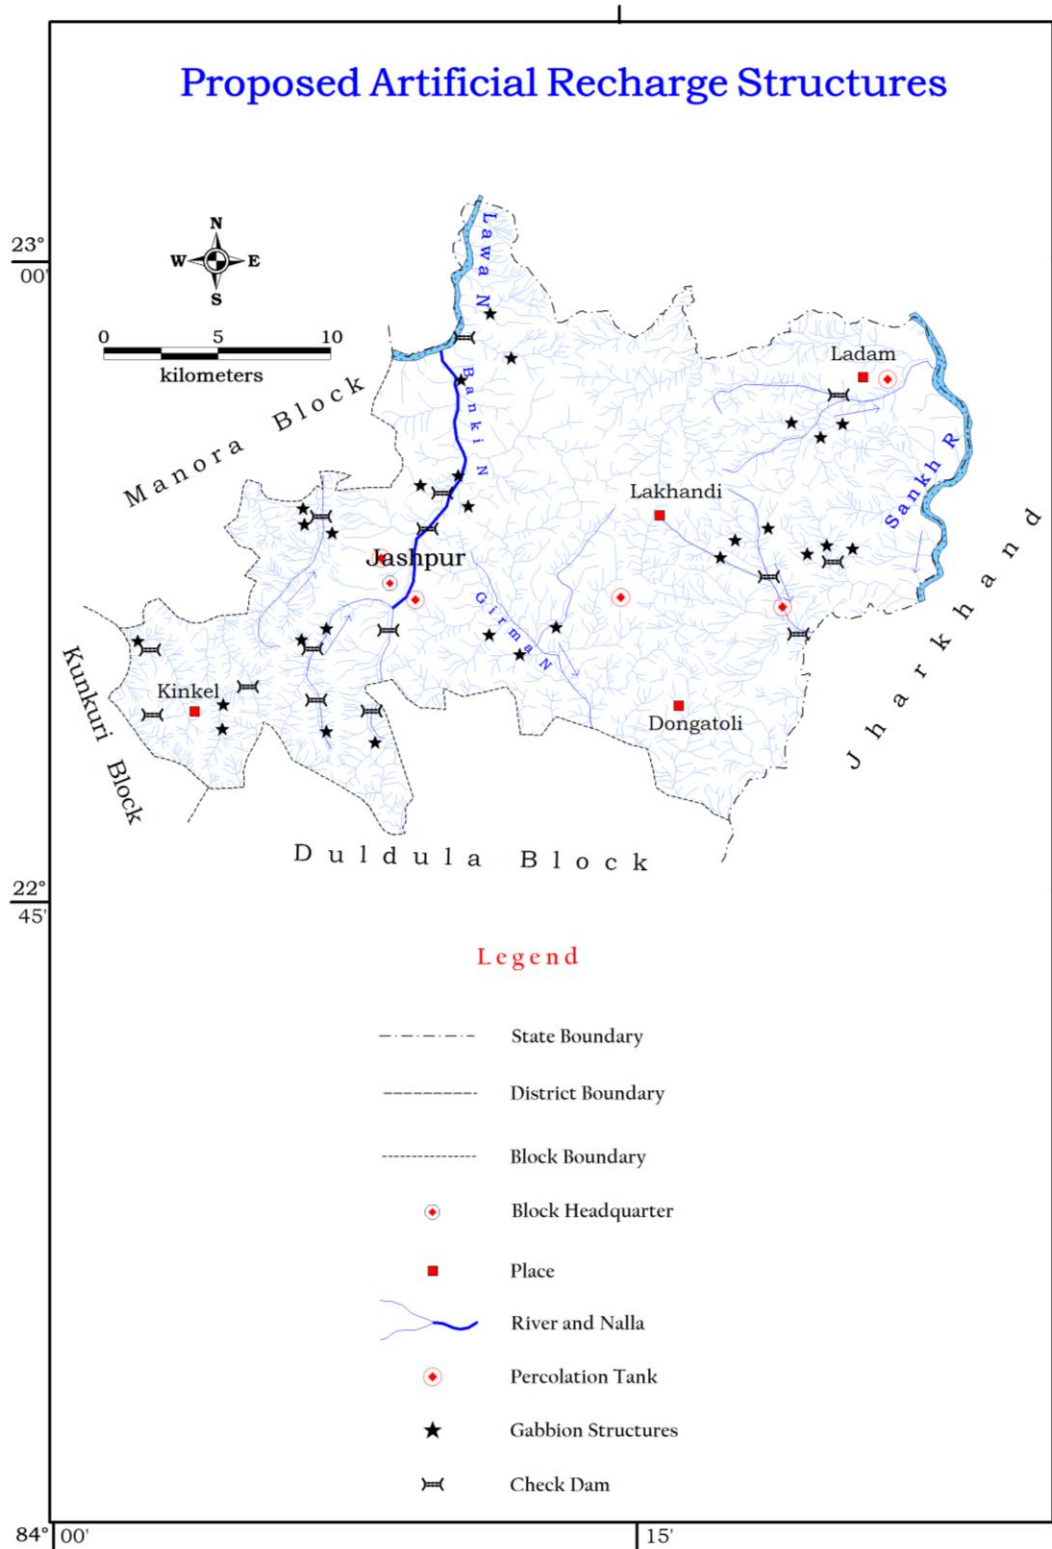 Proposed Artificial Recharge Structures
23°
00'
N
W E
S
0 5 10
kilometers
Lawa N
Manora Block
Banki N
Ladam
Sankh R
Lakhandi
Jashpur
Girma N
Jharkhand
Kunkuri Block
Kinkel
Dongatoli
Duldula Block
22°
45'
Legend
State Boundary
District Boundary
Block Boundary
Block Headquarter
Place
River and Nalla
Percolation Tank
Gabbion Structures
Check Dam
84° 00' 15'